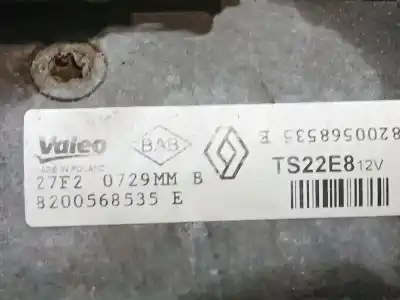 Valeo
MADE IN POLAND
BAB
8200568535 E
TS22E8 12V
27F2 0729MM B
8200568535 E